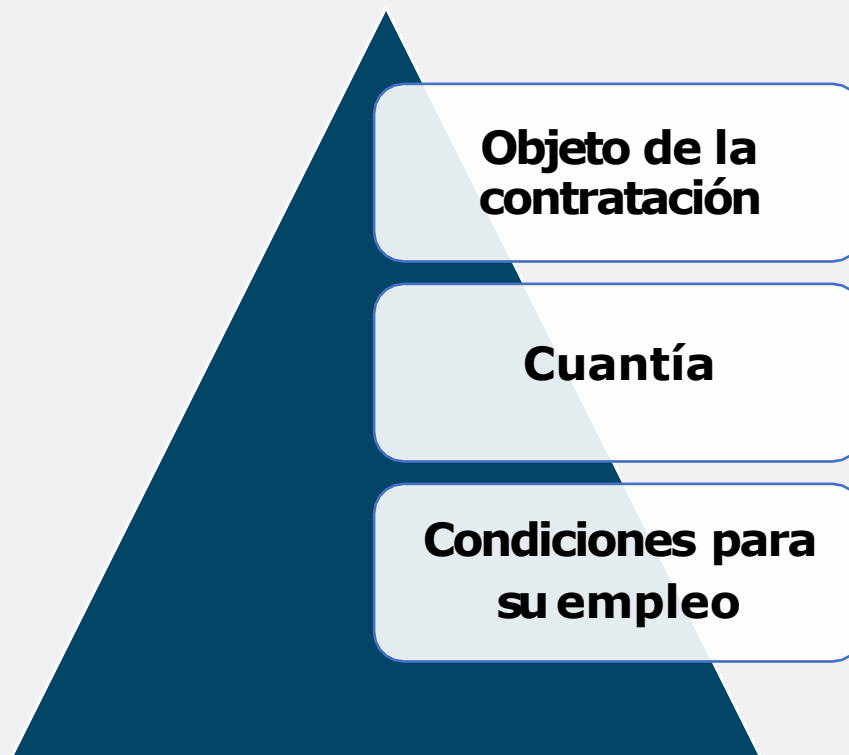 Objeto de la
contratación
Cuantía
Condiciones para
su empleo